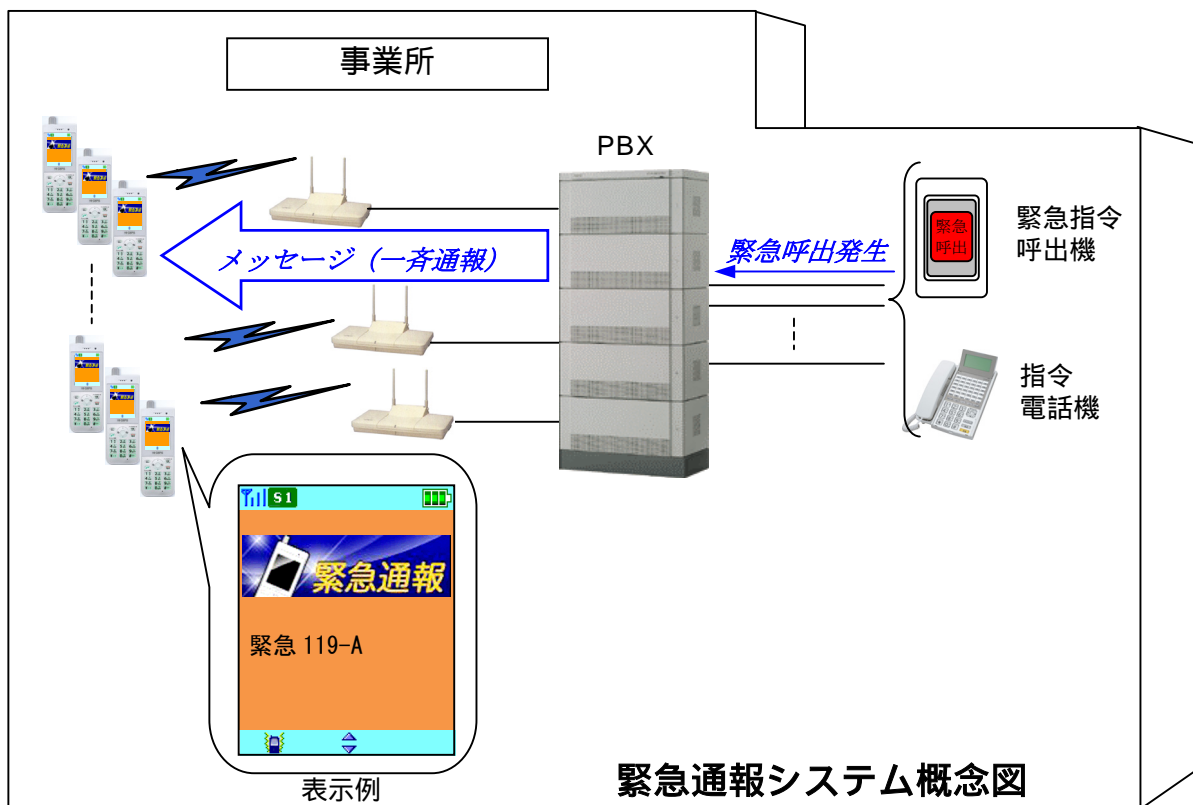 事業所
PBX
緊急
呼出
緊急指令
呼出機
緊急呼出発生
メッセージ（一斉通報）
指令
電話機
S1
緊急通報
緊急 119-A
表示例
緊急通報システム概念図